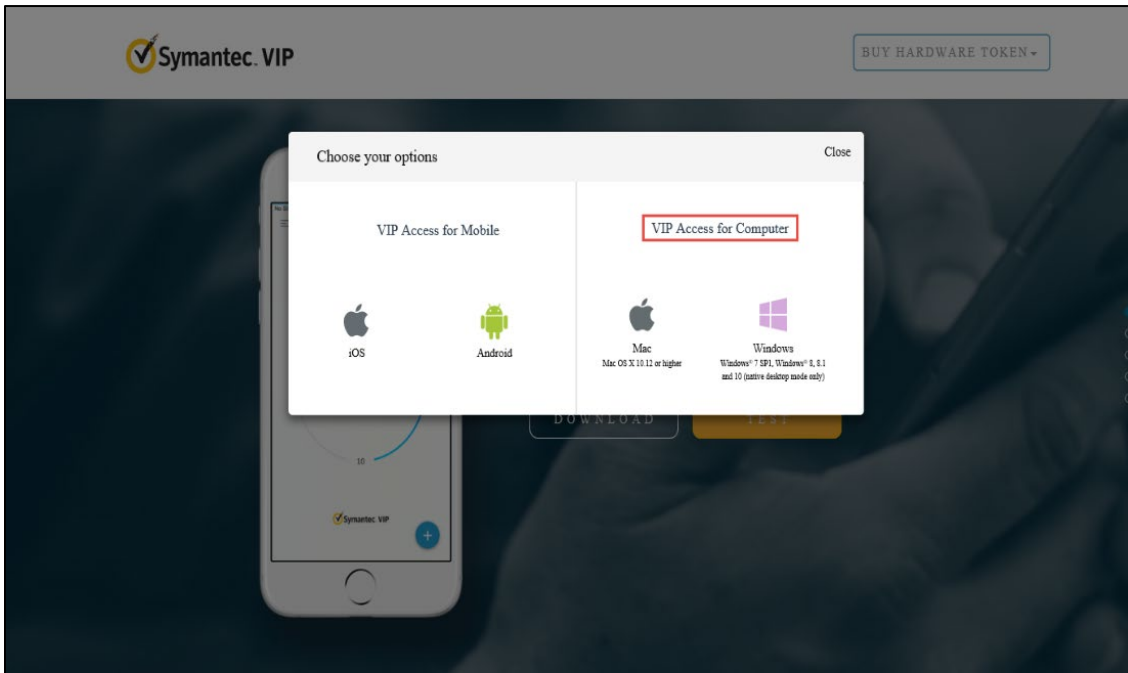 Symantec. VIP
BUY HARDWARE TOKEN
Choose your options
Close
VIP Access for Mobile
VIP Access for Computer
iOS
Android
Mac
Mac OS X 10.12 or higher
Windows
Windows® 7 SP1, Windows® 8, 8.1
and 10 (native desktop mode only)
DOWNLOAD
TEST
10
Symantec VIP